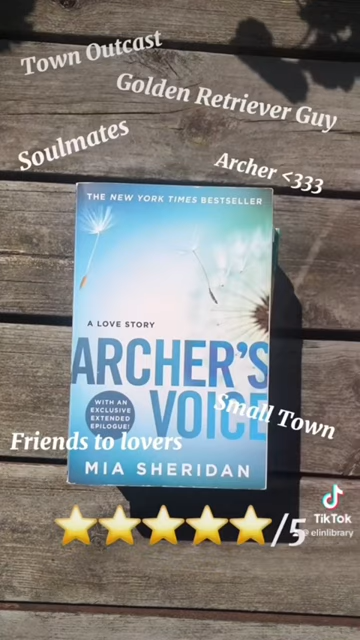 Town Outcast
Golden Retriever Guy
Soulmates
Archer <333
THE NEW YORK TIMES BESTSELLER
A LOVE STORY
ARCHER'S
VOICE
WITH AN
EXCLUSIVE
EXTENDED
EPILOGUE!
Small Town
Friends to lovers
MIA SHERIDAN
/5
TikTok
@ elinlibrary